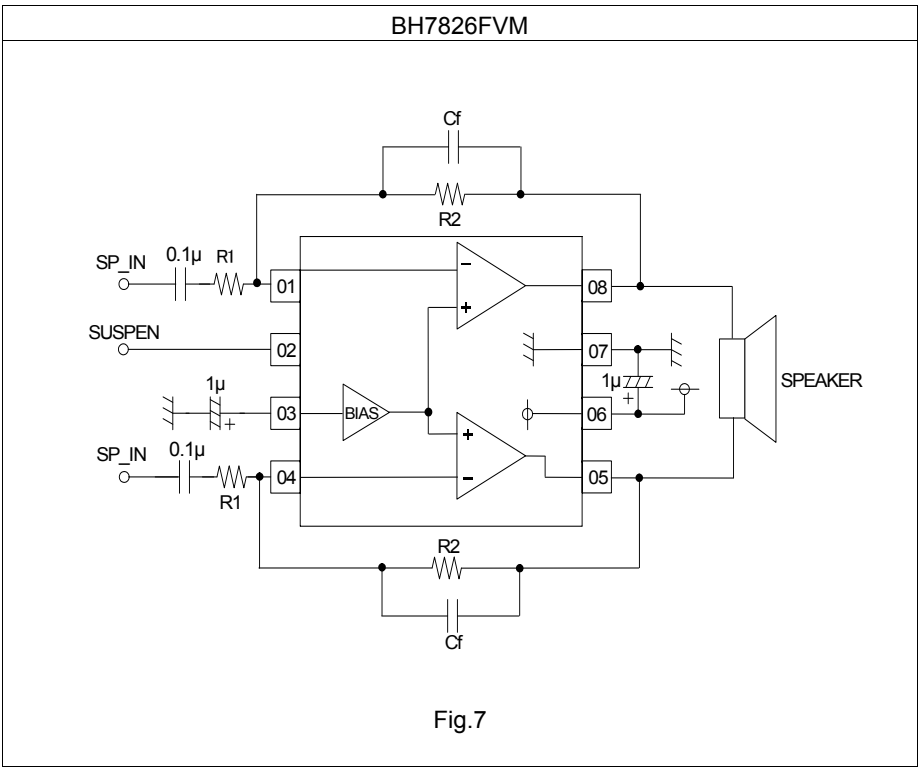 BH7826FVM
Cf
R2
SP_IN 0.1µ R1
01
08
SUSPEN
02
07
1µ
+
03
BIAS
1µ
+
06
SPEAKER
SP_IN 0.1µ
R1
04
05
−
+
+
−
R2
Cf
Fig.7